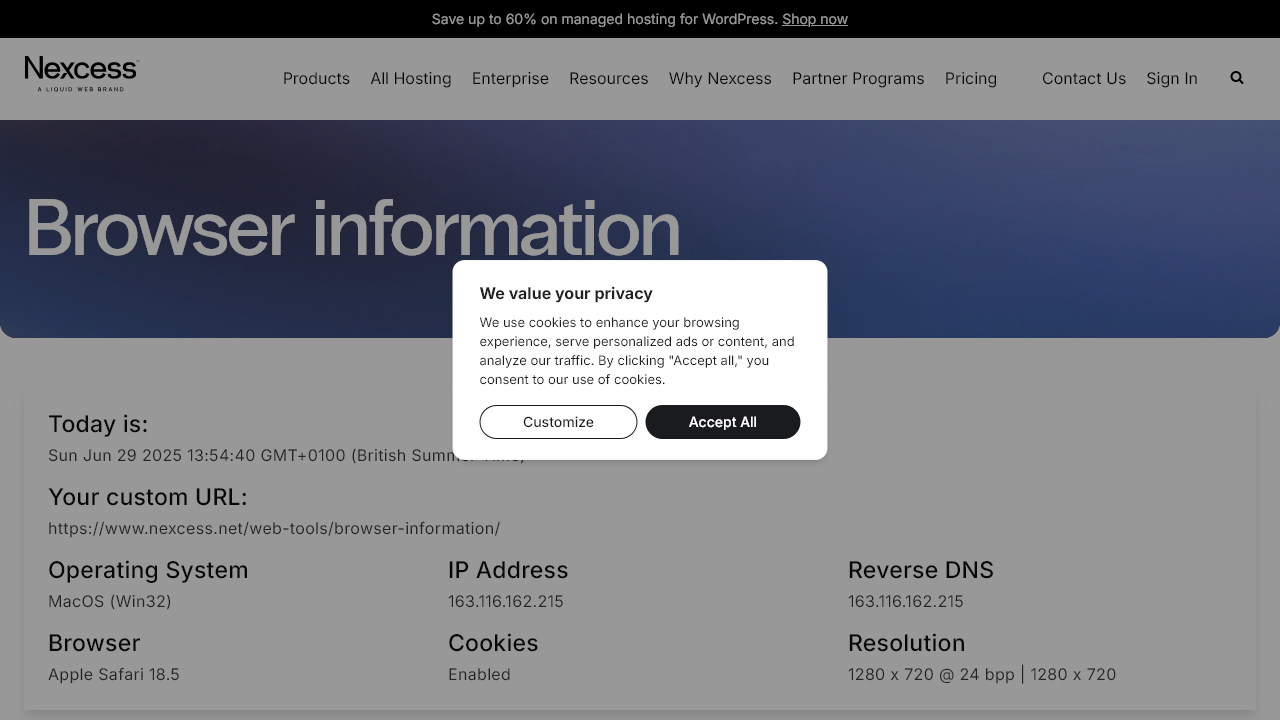 Save up to 60% on managed hosting for WordPress. Shop now
Nexcess
A LIQUID WEB BRAND
Products
All Hosting
Enterprise
Resources
Why Nexcess
Partner Programs
Pricing
Contact Us
Sign In
Browser information
We value your privacy
We use cookies to enhance your browsing
experience, serve personalized ads or content, and
analyze our traffic. By clicking "Accept all," you
consent to our use of cookies.
Customize
Accept All
Today is:
Sun Jun 29 2025 13:54:40 GMT+0100 (British Summer Time)
Your custom URL:
https://www.nexcess.net/web-tools/browser-information/
Operating System
MacOS (Win32)
IP Address
163.116.162.215
Reverse DNS
163.116.162.215
Browser
Apple Safari 18.5
Cookies
Enabled
Resolution
1280 x 720 @ 24 bpp | 1280 x 720